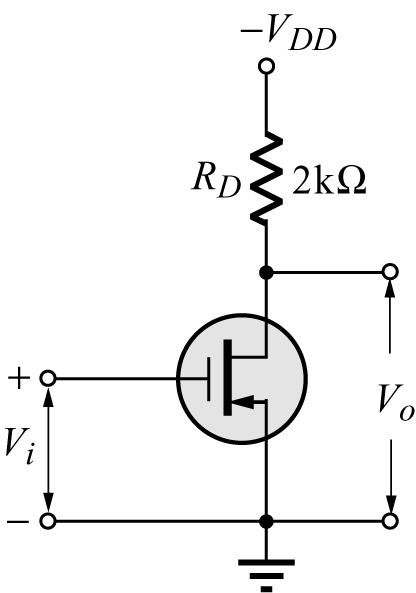 −V_DD
R_D 2kΩ
+
V_i
V_o
−